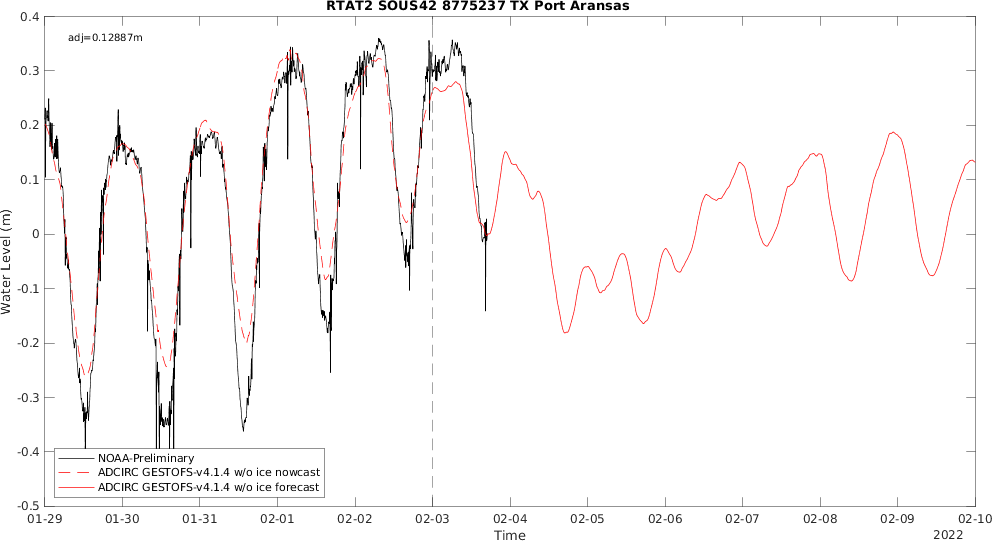 RTAT2 SOUS42 8775237 TX Port Aransas
adj=0.12887m
0.4
0.3
0.2
0.1
0
-0.1
-0.2
-0.3
-0.4
-0.5
Water Level (m)
NOAA-Preliminary
ADCIRC GESTOFS-v4.1.4 w/o ice nowcast
ADCIRC GESTOFS-v4.1.4 w/o ice forecast
01-29 01-30 01-31 02-01 02-02 02-03 02-04 02-05 02-06 02-07 02-08 02-09 02-10
Time
2022